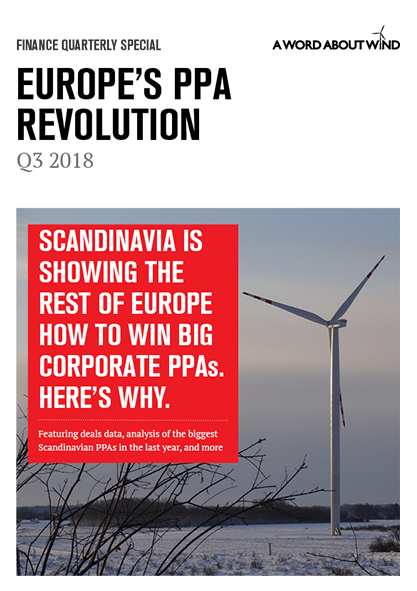 FINANCE QUARTERLY SPECIAL
A WORD ABOUT WIND
EUROPE'S PPA
REVOLUTION
Q3 2018
SCANDINAVIA IS
SHOWING THE
REST OF EUROPE
HOW TO WIN BIG
CORPORATE PPAs.
HERE'S WHY.
Featuring deals data, analysis of the biggest
Scandinavian PPAs in the last year, and more